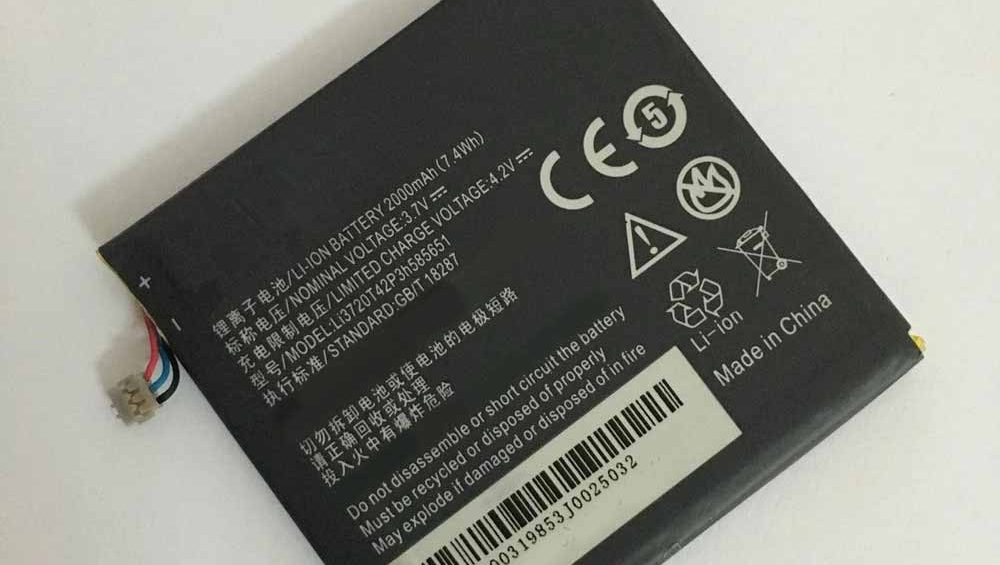 锂离子电池/LI-ION BATTERY 2000mAh(7.4Wh)
标称电压/NOMINAL VOLTAGE:3.7V
充电限制电压/LIMITED CHARGE VOLTAGE:4.2V
型号/MODEL:Li3720T42P3h585651
执行标准/STANDARD:GB/T 18287
切勿拆卸电池或使电池的电极短路
请正确回收或处理
投入火中有爆炸危险
Do not disassemble or short circuit the battery
Must be recycled or disposed of properly
May explode if damaged or disposed of in fire
00319853J0025032
CE
5
Li-ion
Made in China
+
-